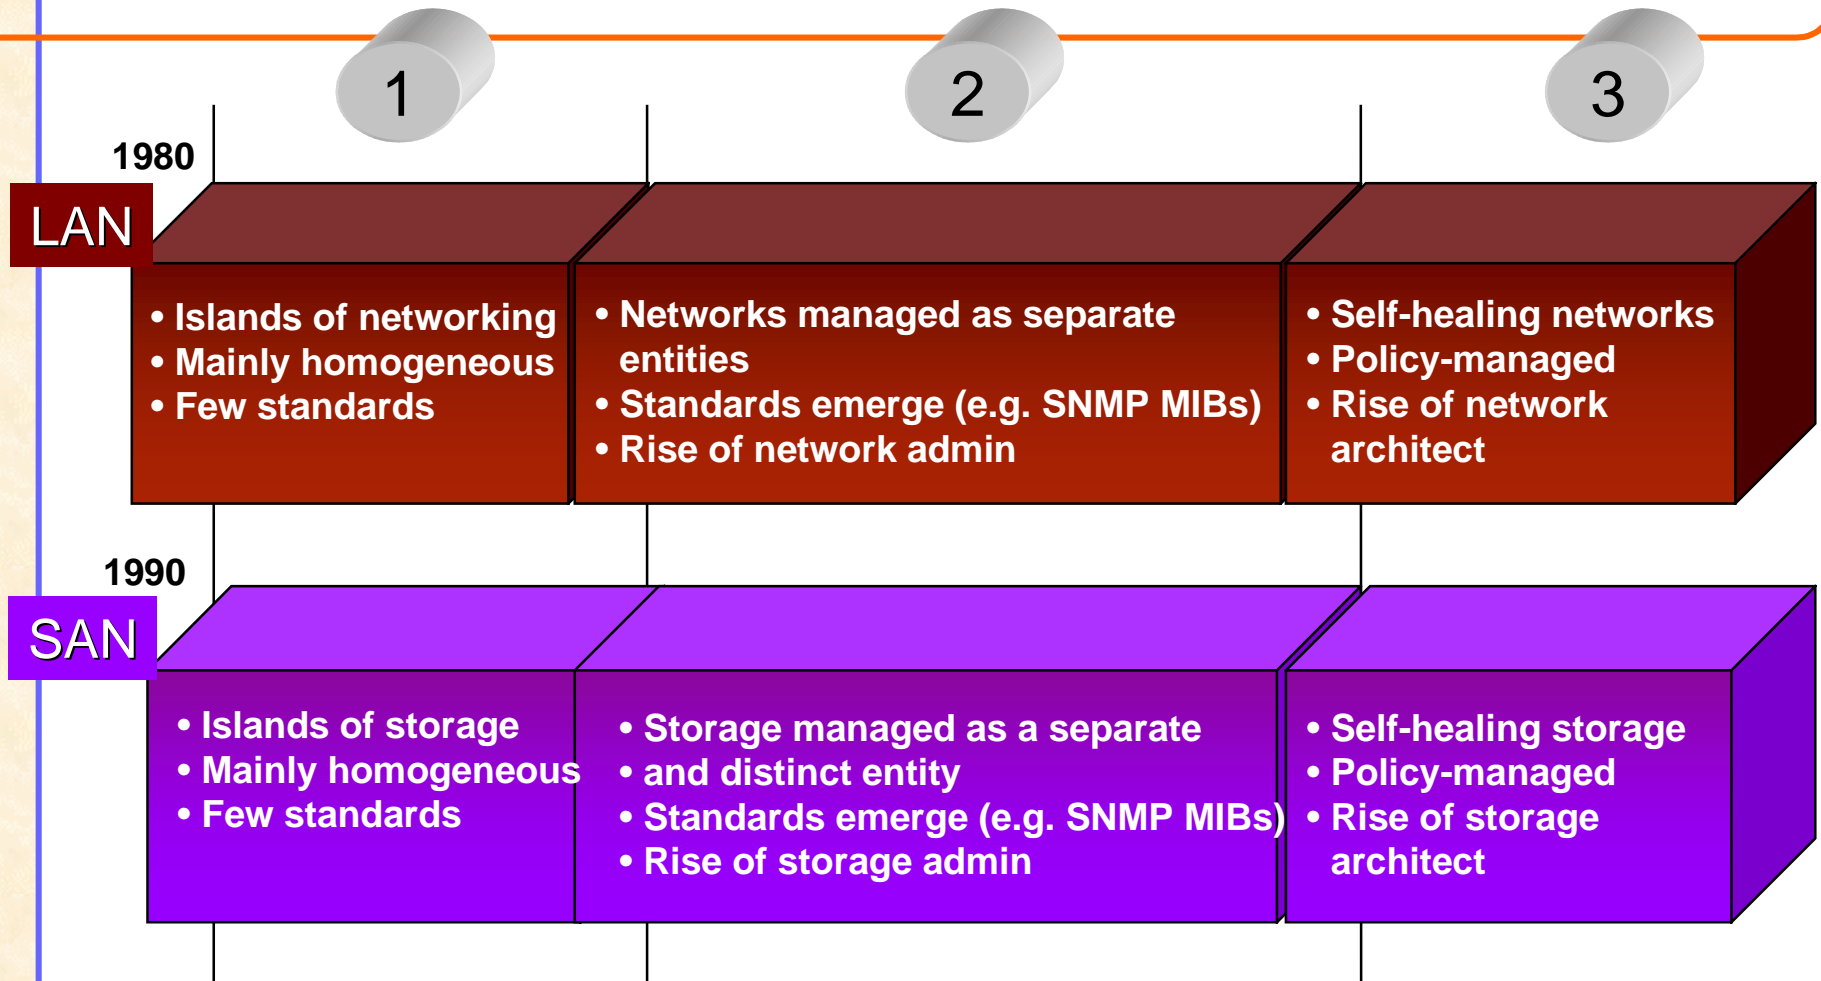 1
2
3
1980
LAN
• Islands of networking
• Mainly homogeneous
• Few standards
• Networks managed as separate
entities
• Standards emerge (e.g. SNMP MIBs)
• Rise of network admin
• Self-healing networks
• Policy-managed
• Rise of network
architect
1990
SAN
• Islands of storage
• Mainly homogeneous
• Few standards
• Storage managed as a separate
• and distinct entity
• Standards emerge (e.g. SNMP MIBs)
• Rise of storage admin
• Self-healing storage
• Policy-managed
• Rise of storage
architect